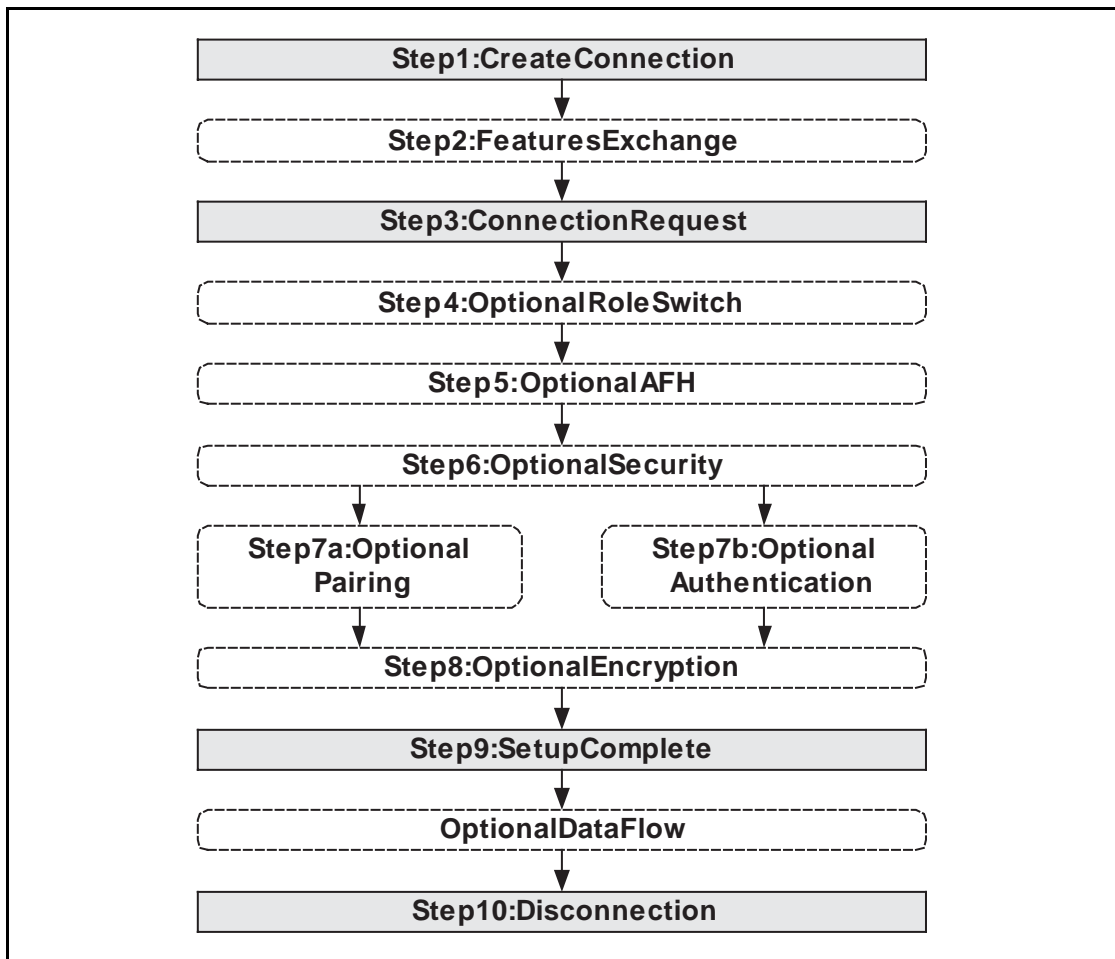 Step1:CreateConnection
Step2:FeaturesExchange
Step3:ConnectionRequest
Step4:OptionalRoleSwitch
Step5:OptionalAFH
Step6:OptionalSecurity
Step7a:Optional
Pairing
Step7b:Optional
Authentication
Step8:OptionalEncryption
Step9:SetupComplete
OptionalDataFlow
Step10:Disconnection